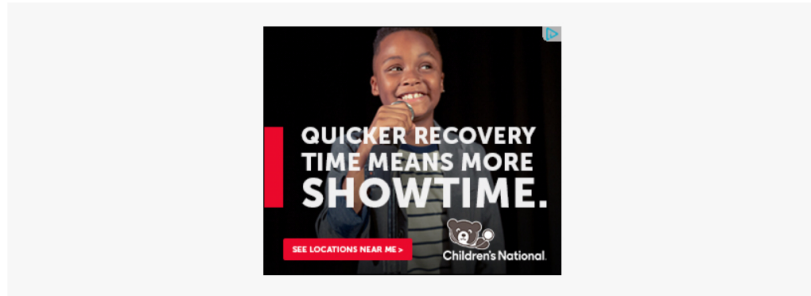 QUICKER RECOVERY
TIME MEANS MORE
SHOWTIME.
SEE LOCATIONS NEAR ME >
Children's National.